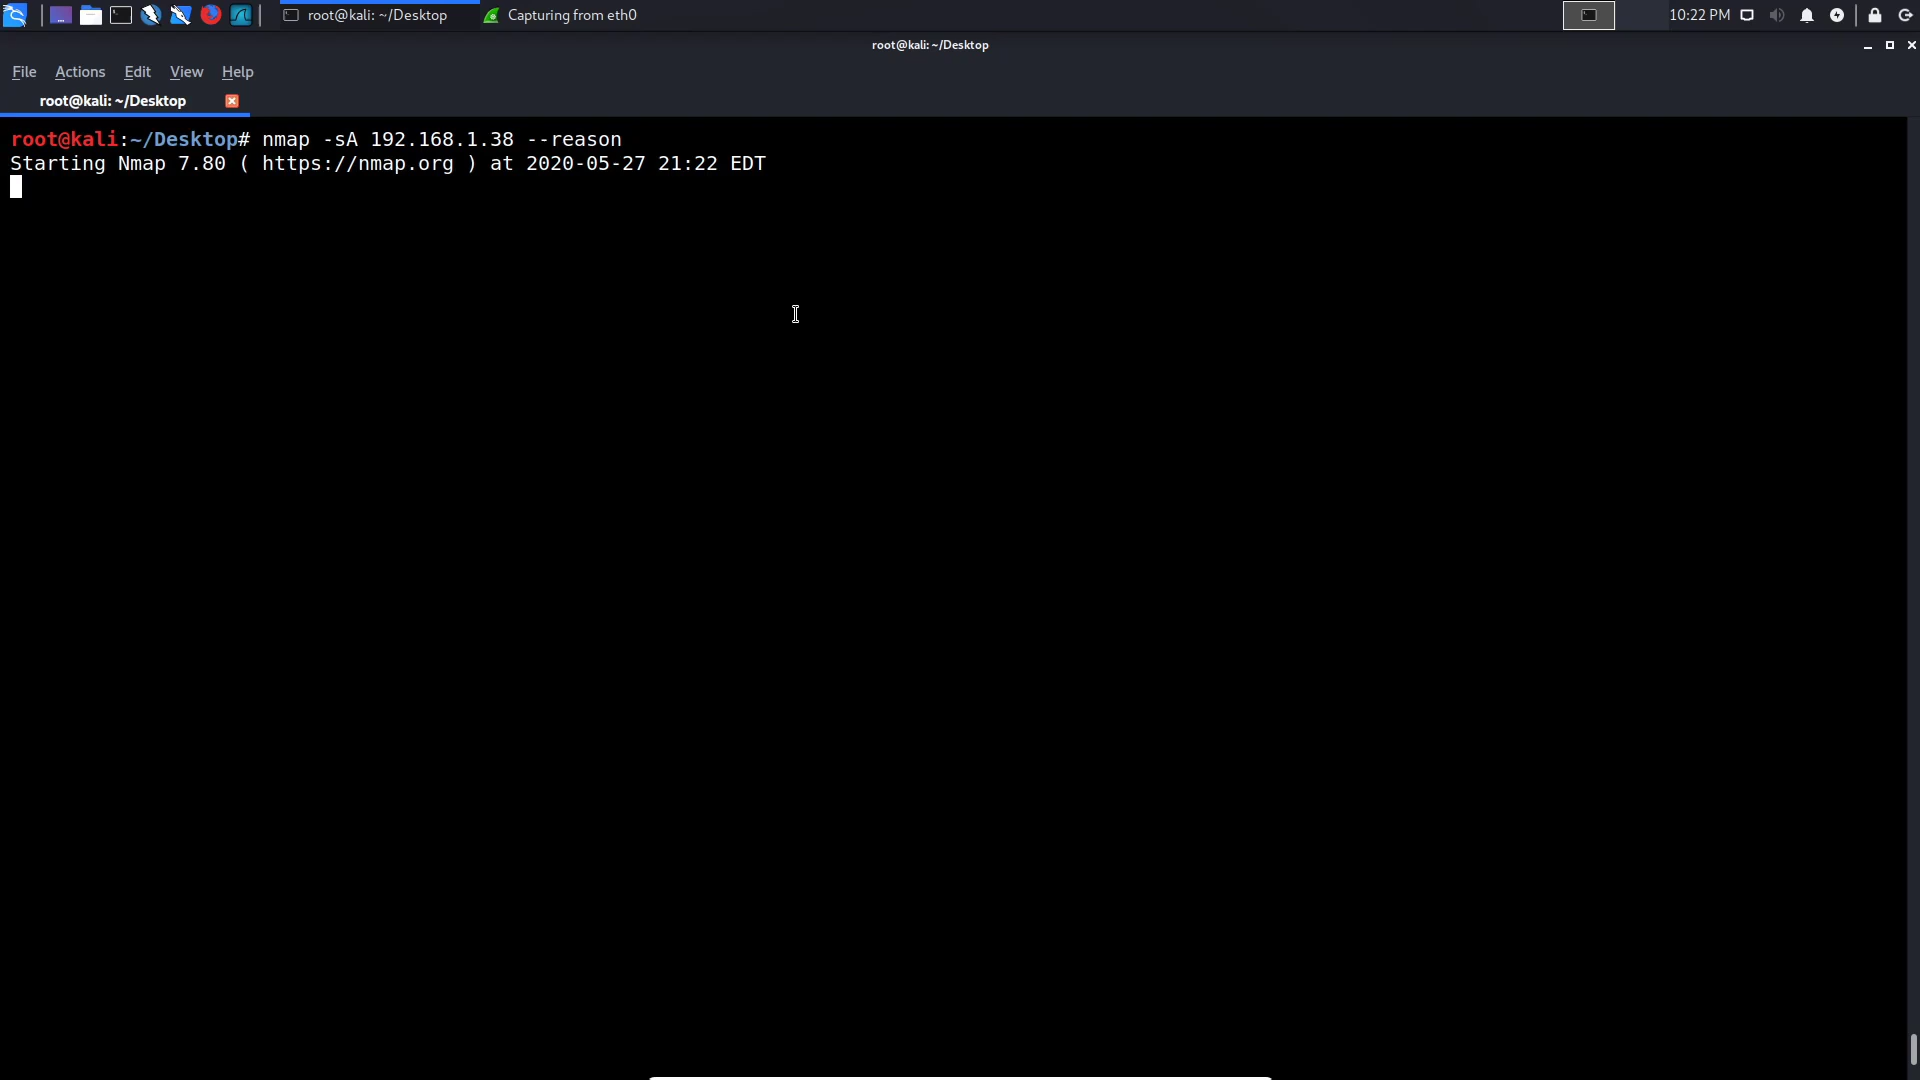 root@kali: ~/Desktop
Capturing from eth0
10:22 PM
root@kali: ~/Desktop
File Actions Edit View Help
root@kali: ~/Desktop
root@kali:~/Desktop# nmap -sA 192.168.1.38 --reason
Starting Nmap 7.80 ( https://nmap.org ) at 2020-05-27 21:22 EDT